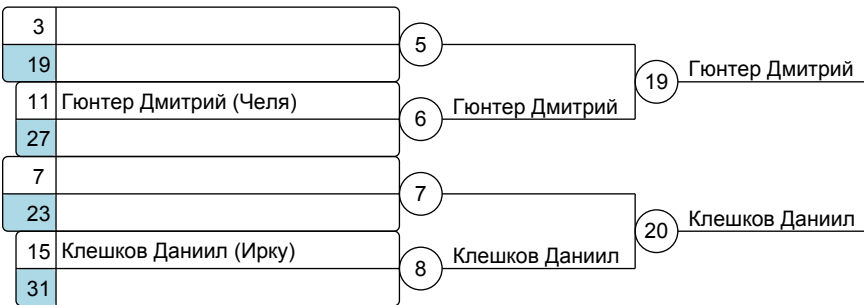 3
19
5
11 Гюнтер Дмитрий (Челя)
27
6 Гюнтер Дмитрий
19 Гюнтер Дмитрий
7
23
7
15 Клешков Даниил (Ирку)
31
8 Клешков Даниил
20 Клешков Даниил